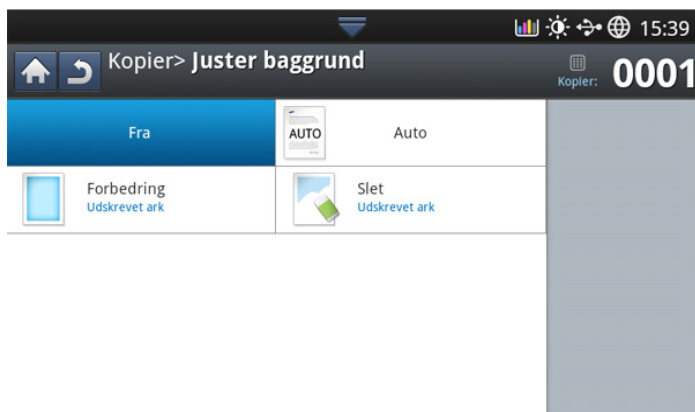 15:39
Kopier> Juster baggrund
Kopier: 0001
Fra
AUTO Auto
Forbedring
Udskrevet ark
Slet
Udskrevet ark